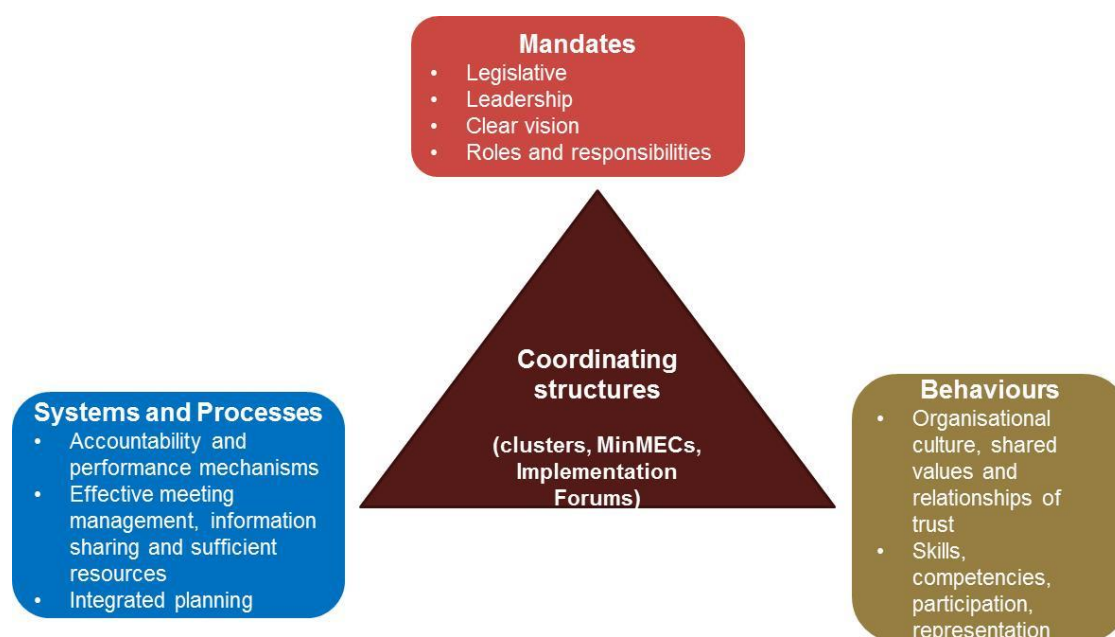 Mandates
• Legislative
• Leadership
• Clear vision
• Roles and responsibilities
Coordinating
structures
(clusters, MinMECs,
Implementation
Forums)
Systems and Processes
• Accountability and
performance mechanisms
• Effective meeting
management, information
sharing and sufficient
resources
• Integrated planning
Behaviours
• Organisational
culture, shared
values and
relationships of
trust
• Skills,
competencies,
participation,
representation